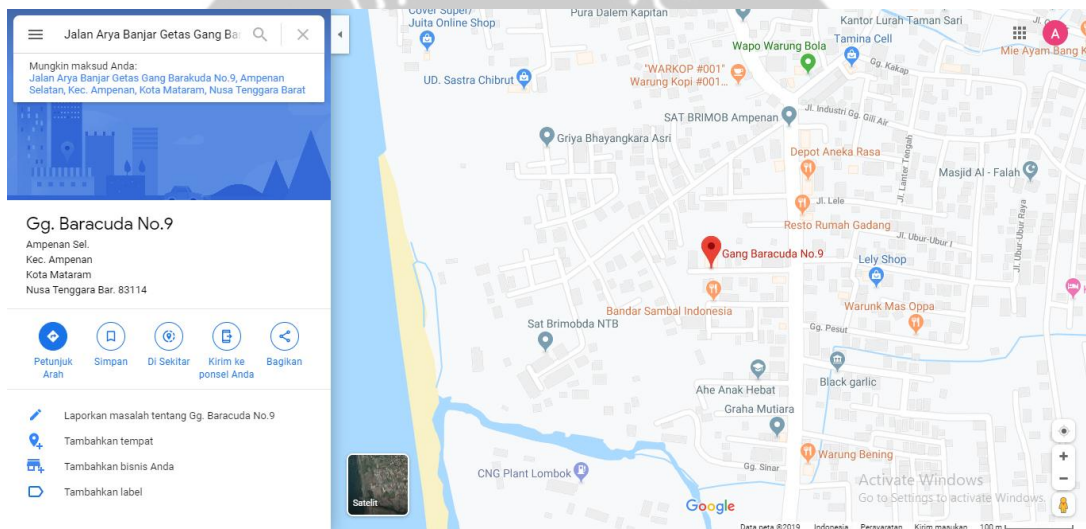 Jalan Arya Banjar Getas Gang Ba
Mungkin maksud Anda:
Jalan Arya Banjar Getas Gang Barakuda No.9, Ampenan
Selatan, Kec. Ampenan, Kota Mataram, Nusa Tenggara Barat
Gg. Baracuda No.9
Ampenan Sel.
Kec. Ampenan
Kota Mataram
Nusa Tenggara Bar. 83114
Petunjuk
Arah
Simpan
Di Sekitar
Kirim ke
ponsel Anda
Bagikan
Laporkan masalah tentang Gg. Baracuda No.9
Tambahkan tempat
Tambahkan bisnis Anda
Tambahkan label
Juita Online Shop
Pura Dalem Kapitan
Kantor Lurah Taman Sari
A
Wapo Warung Bola
Tamina Cell
Mie Ayam Bang K
Gg. Kakap
UD. Sastra Chibrut
"WARKOP #001"
Warung Kopi #001...
SAT BRIMOB Ampenan
Jl. Industri Gg. Gili Air
Griya Bhayangkara Asri
Depot Aneka Rasa
Jl. Lanter Tengah
Masjid Al - Falah
Jl. Lele
Resto Rumah Gadang
Jl. Ubur-Ubur I
Jl. Ubur-Ubur Raya
Gang Baracuda No.9
Lely Shop
Bandar Sambal Indonesia
Warunk Mas Oppa
Sat Brimobda NTB
Gg. Pesut
Black garlic
Ahe Anak Hebat
Graha Mutiara
Warung Bening
CNG Plant Lombok
Gg. Sinar
Activate Windows
Go to Settings to activate Windows.
Satelit
Google
Data peta ©2019
Indonesia
Persyaratan
Kirim masukan
100 m